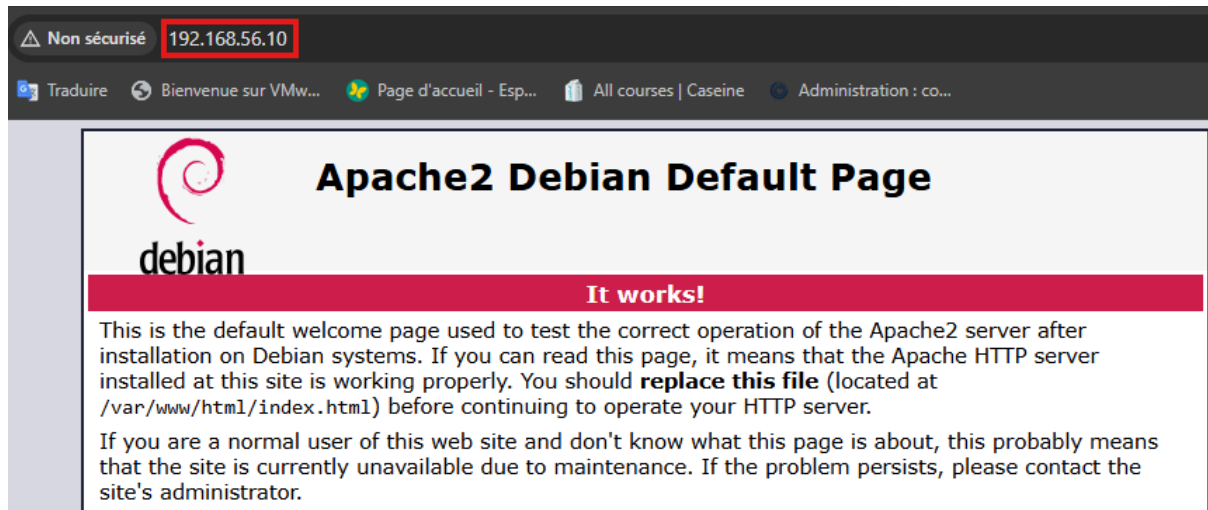 Non sécurisé 192.168.56.10
Traduire Bienvenue sur VMw... Page d'accueil - Esp... All courses | Caseine Administration : co...
debian
Apache2 Debian Default Page
It works!
This is the default welcome page used to test the correct operation of the Apache2 server after
installation on Debian systems. If you can read this page, it means that the Apache HTTP server
installed at this site is working properly. You should replace this file (located at
/var/www/html/index.html) before continuing to operate your HTTP server.
If you are a normal user of this web site and don't know what this page is about, this probably means
that the site is currently unavailable due to maintenance. If the problem persists, please contact the
site's administrator.